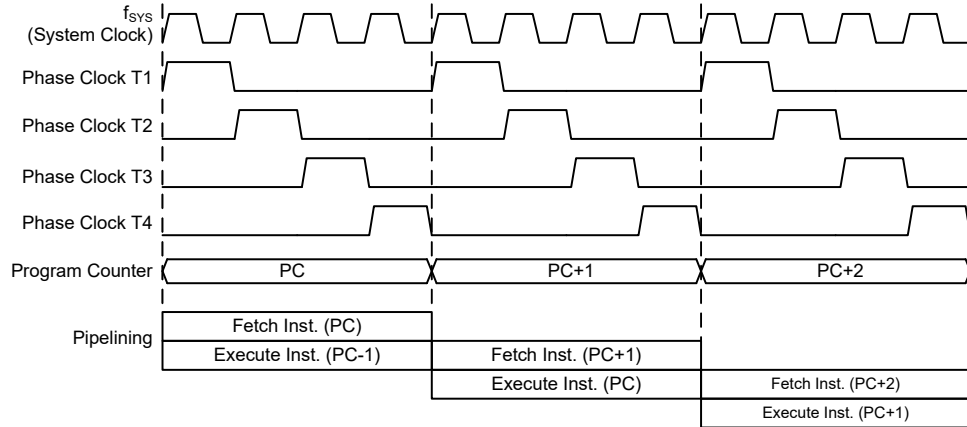 fSYS
(System Clock)
Phase Clock T1
Phase Clock T2
Phase Clock T3
Phase Clock T4
Program Counter PC PC+1 PC+2
Pipelining
Fetch Inst. (PC)
Execute Inst. (PC-1) Fetch Inst. (PC+1)
Execute Inst. (PC) Fetch Inst. (PC+2)
Execute Inst. (PC+1)